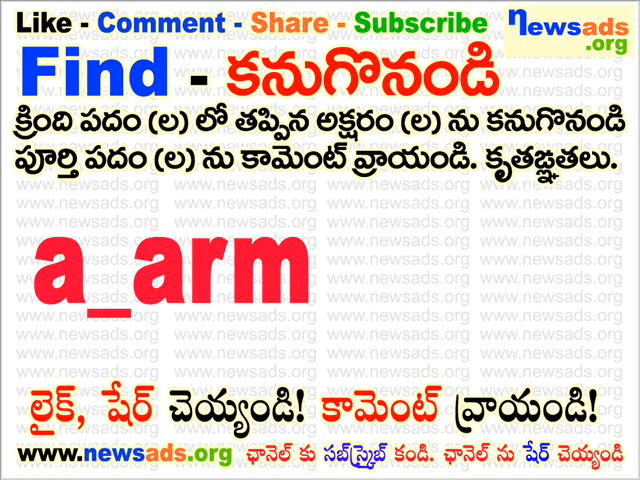 Like - Comment - Share - Subscribe
newsads
.org
Find - కనుగొనండి
క్రింది పదం (ల) లో తప్పిన అక్షరం (ల) ను కనుగొనండి
పూర్తి పదం (ల) ను కామెంట్ వ్రాయండి. కృతఙ్ఞతలు.
a_arm
లైక్, షేర్ చెయ్యండి! కామెంట్ వ్రాయండి!
www.newsads.org ఛానెల్ కు సబ్‌స్క్రైబ్ కండి. ఛానెల్ ను షేర్ చెయ్యండి